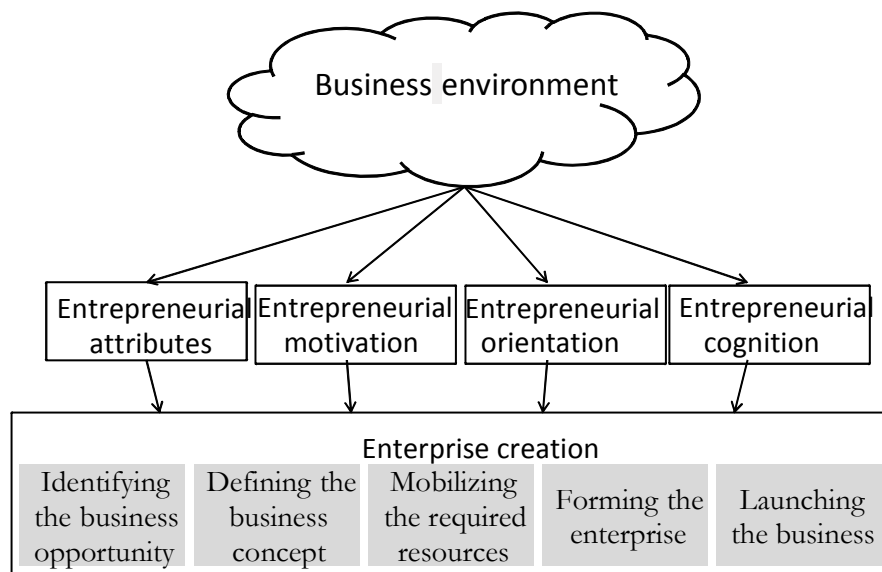 Business environment
Entrepreneurial
attributes
Entrepreneurial
motivation
Entrepreneurial
orientation
Entrepreneurial
cognition
Enterprise creation
Identifying
the business
opportunity
Defining the
business
concept
Mobilizing
the required
resources
Forming the
enterprise
Launching
the business